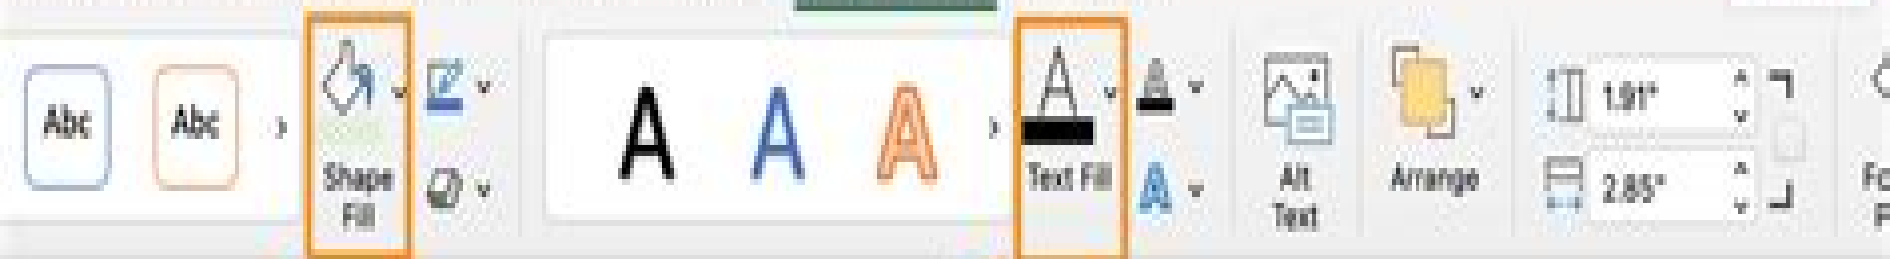 Abc
Abc
Shape
Fill
A
A
A
A
Text Fill
A
A
Alt
Text
Arrange
1.91"
2.85"